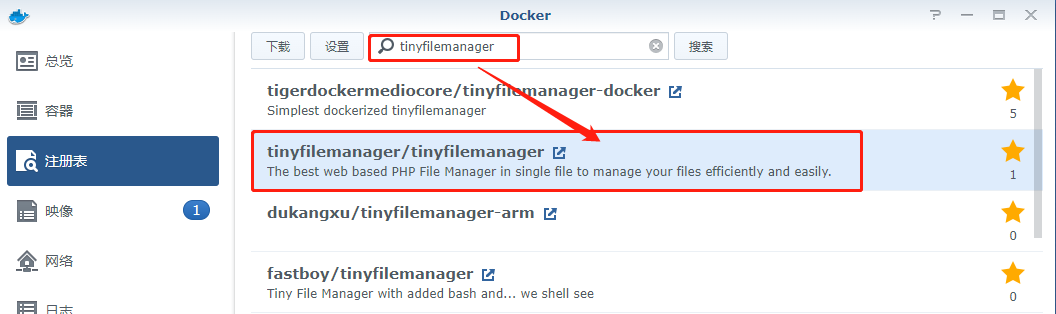 Docker
下载 设置 tinyfilemanager 搜索
总览
容器
注册表
映像 1
网络
日志
tigerdockermediocore/tinyfilemanager-docker
Simplest dockerized tinyfilemanager
5
tinyfilemanager/tinyfilemanager
The best web based PHP File Manager in single file to manage your files efficiently and easily.
1
dukangxu/tinyfilemanager-arm
0
fastboy/tinyfilemanager
Tiny File Manager with added bash and... we shell see
0